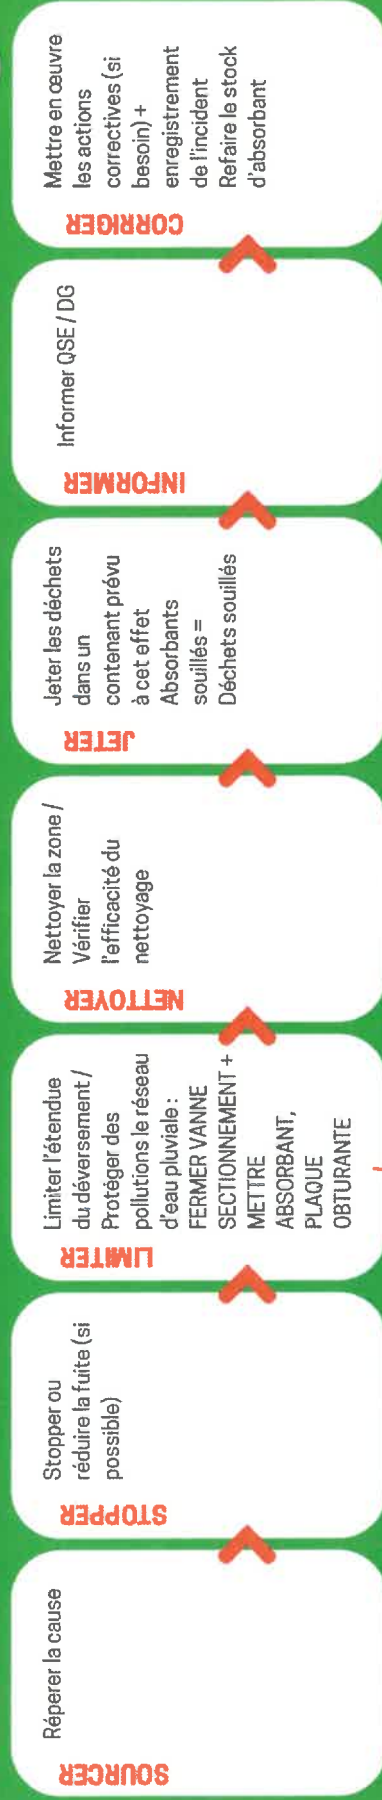 SOURCER
Réperer la cause
STOPPER
Stopper ou
réduire la fuite (si
possible)
LIMITER
Limiter l'étendue
du déversement /
Protéger des
pollutions le réseau
d'eau pluviale :
FERMER VANNE
SECTIONNEMENT +
METTRE
ABSORBANT,
PLAQUE
OBTURANTE
NETTOYER
Nettoyer la zone /
Vérifier
l'efficacité du
nettoyage
JETER
Jeter les déchets
dans un
contenant prévu
à cet effet
Absorbants
souillés =
Déchets souillés
INFORMER
Informer QSE / DG
CORRIGER
Mettre en œuvre
les actions
correctives (si
besoin) +
enregistrement
de l'incident
Refaire le stock
d'absorbant